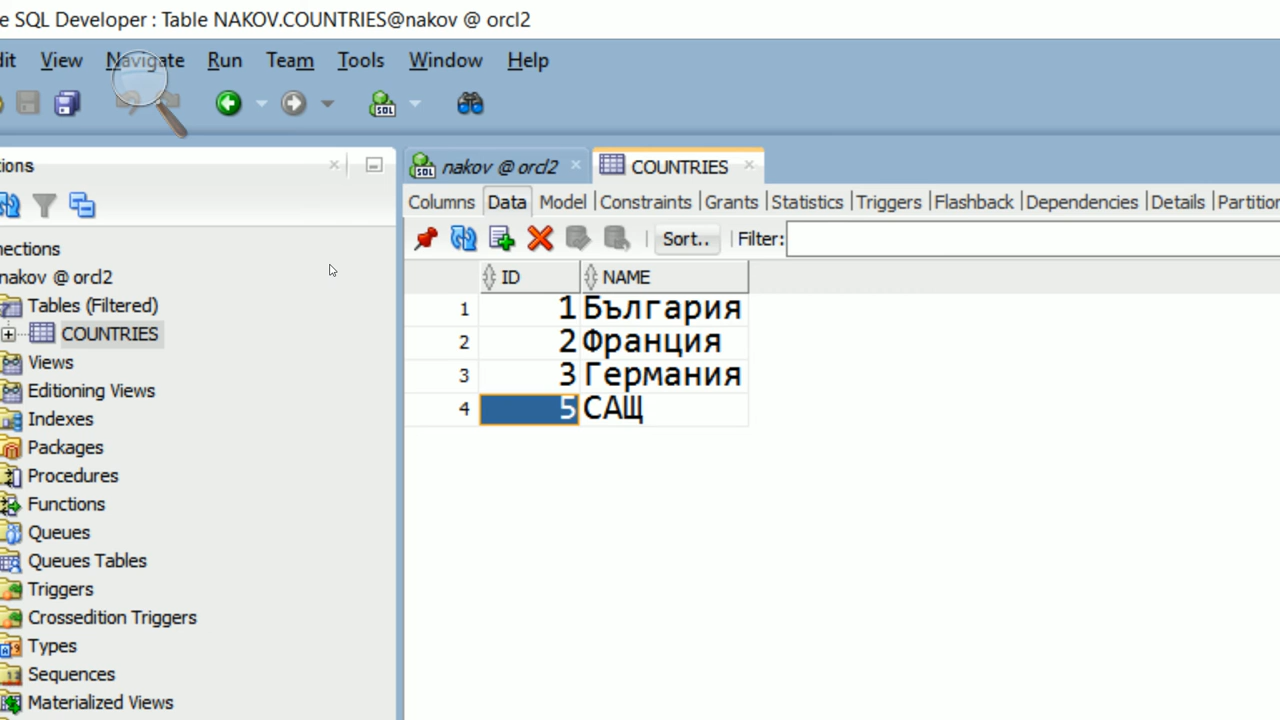 e SQL Developer : Table NAKOV.COUNTRIES@nakov @ orcl2
dit View Navigate Run Team Tools Window Help
tions
nakov @ orcl2 COUNTRIES
Columns Data Model Constraints Grants Statistics Triggers Flashback Dependencies Details Partition
Sort.. Filter:
nections
nakov @ orcl2
Tables (Filtered)
COUNTRIES
Views
Editioning Views
Indexes
Packages
Procedures
Functions
Queues
Queues Tables
Triggers
Crossedition Triggers
Types
Sequences
Materialized Views
ID NAME
1 1 България
2 2 Франция
3 3 Германия
4 5 САЩ